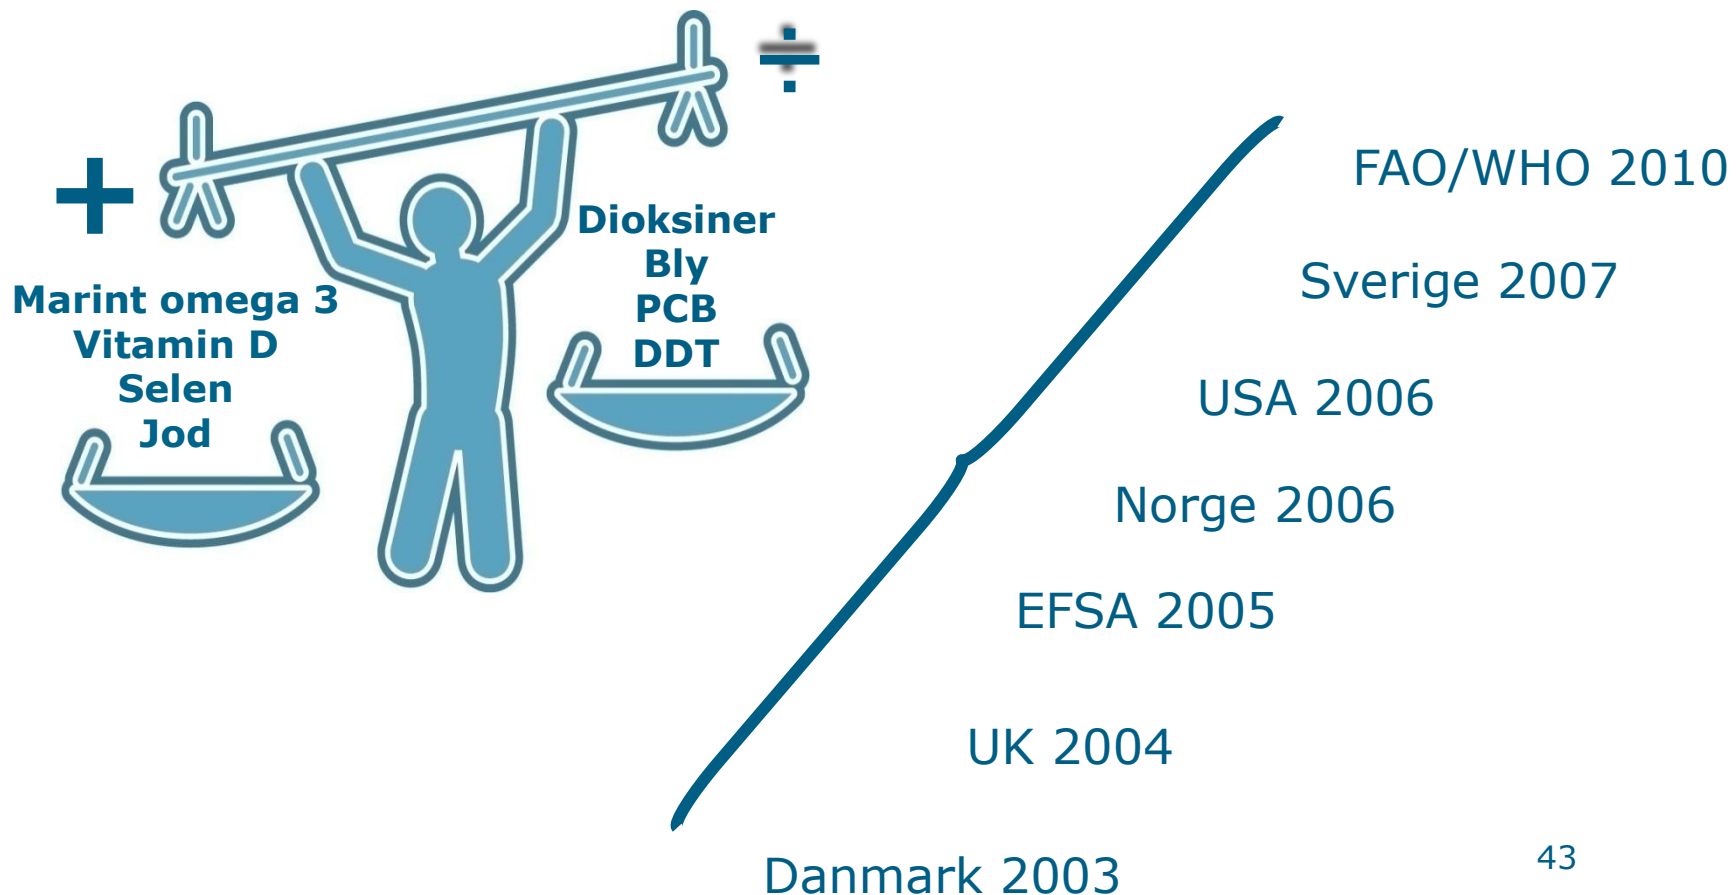 ÷
+
Marint omega 3
Vitamin D
Selen
Jod
Dioksiner
Bly
PCB
DDT
FAO/WHO 2010
Sverige 2007
USA 2006
Norge 2006
EFSA 2005
UK 2004
Danmark 2003
43